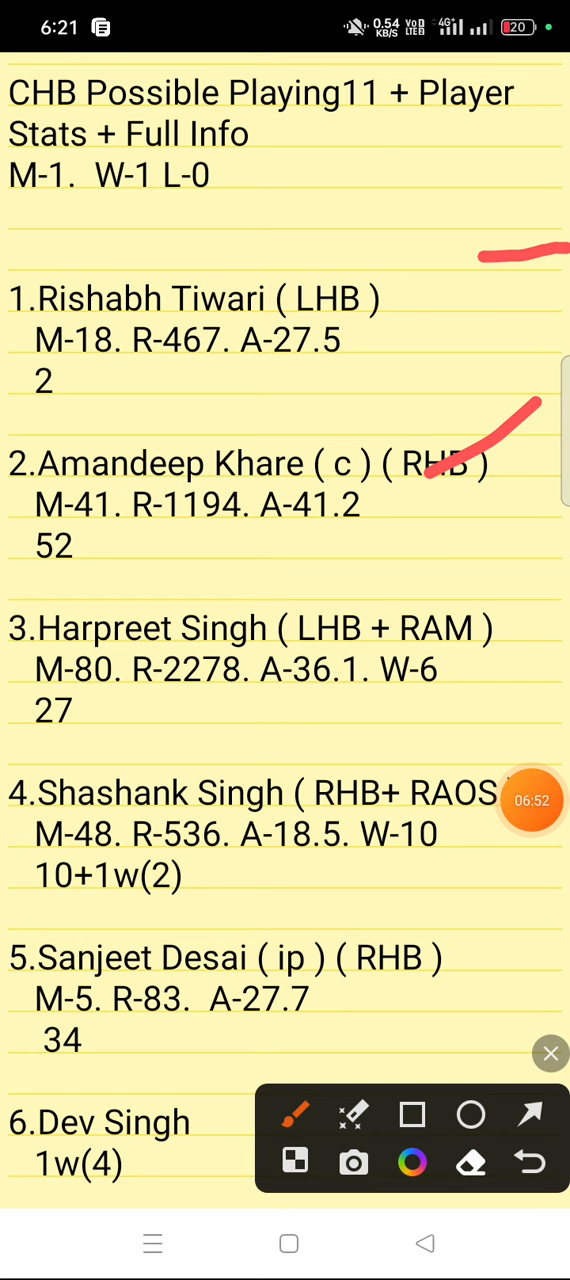 6:21 0.54 KB/S VoD LTE2 4G+ 20
CHB Possible Playing11 + Player
Stats + Full Info
M-1.  W-1 L-0
1.Rishabh Tiwari ( LHB )
M-18. R-467. A-27.5
2
2.Amandeep Khare ( c ) ( RHB )
M-41. R-1194. A-41.2
52
3.Harpreet Singh ( LHB + RAM )
M-80. R-2278. A-36.1. W-6
27
4.Shashank Singh ( RHB+ RAOS
06:52
M-48. R-536. A-18.5. W-10
10+1w(2)
5.Sanjeet Desai ( ip ) ( RHB )
M-5. R-83.  A-27.7
34
6.Dev Singh
1w(4)